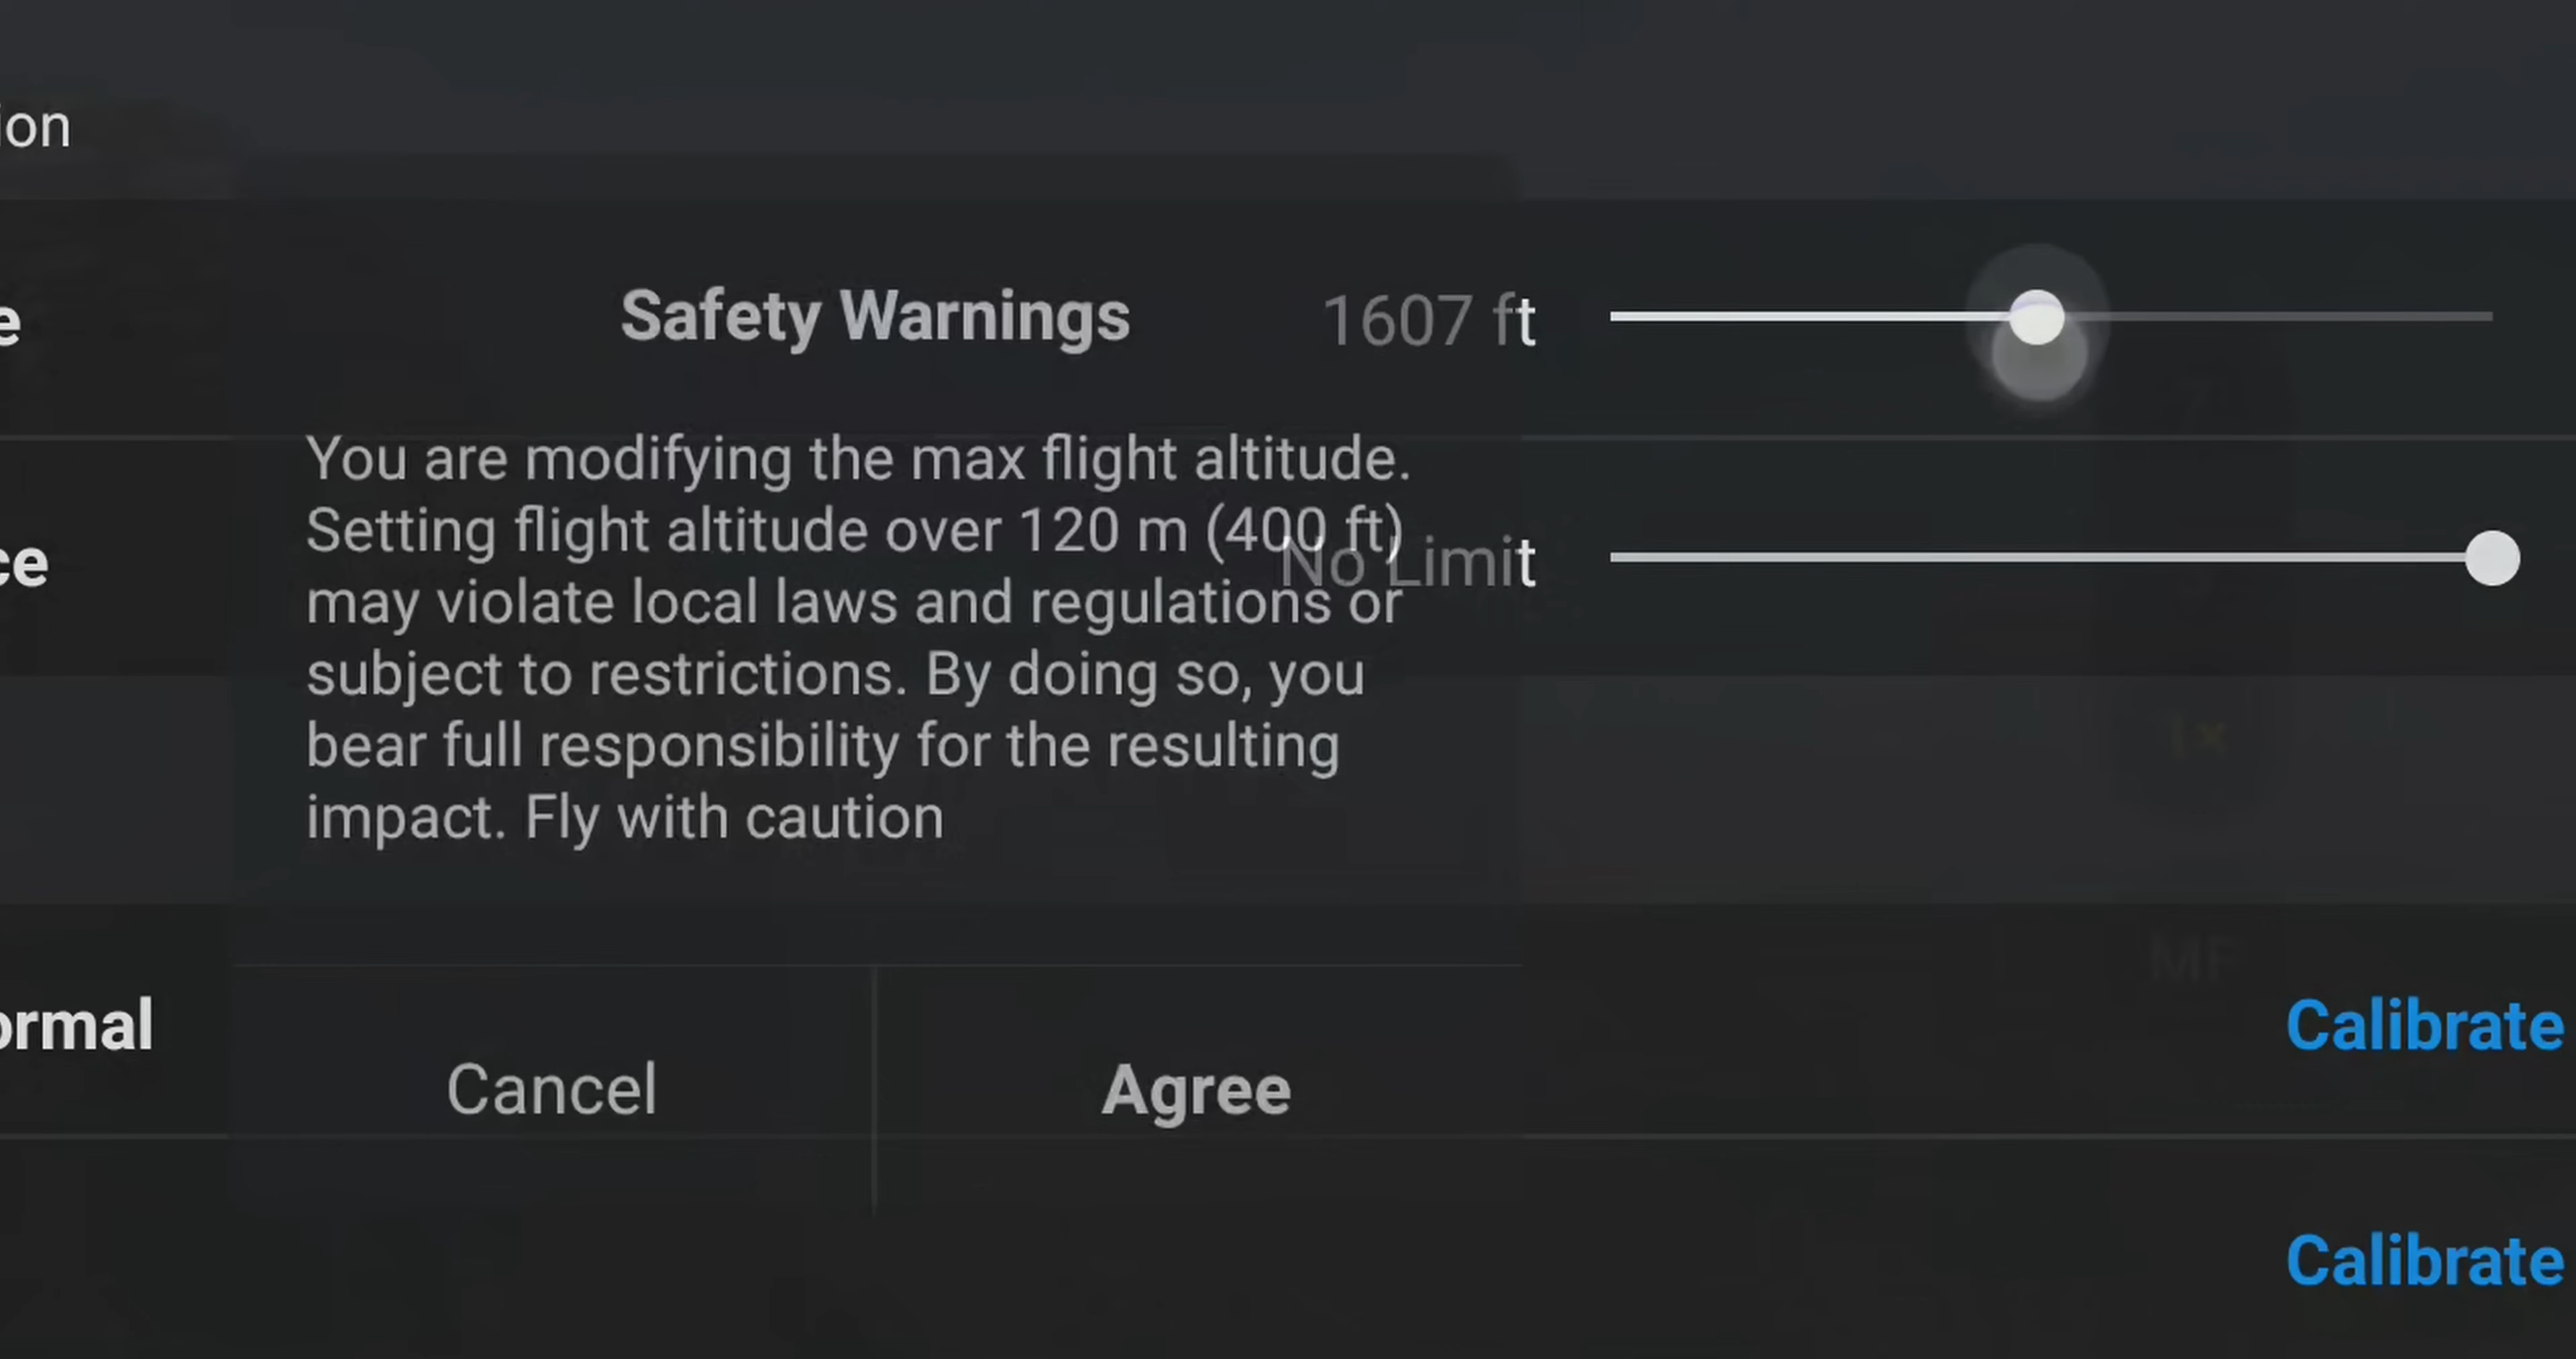 ion
e
Safety Warnings
1607 ft
You are modifying the max flight altitude.
Setting flight altitude over 120 m (400 ft)
may violate local laws and regulations or
subject to restrictions. By doing so, you
bear full responsibility for the resulting
impact. Fly with caution
ce
No Limit
1×
MF
ormal
Calibrate
Cancel
Agree
Calibrate